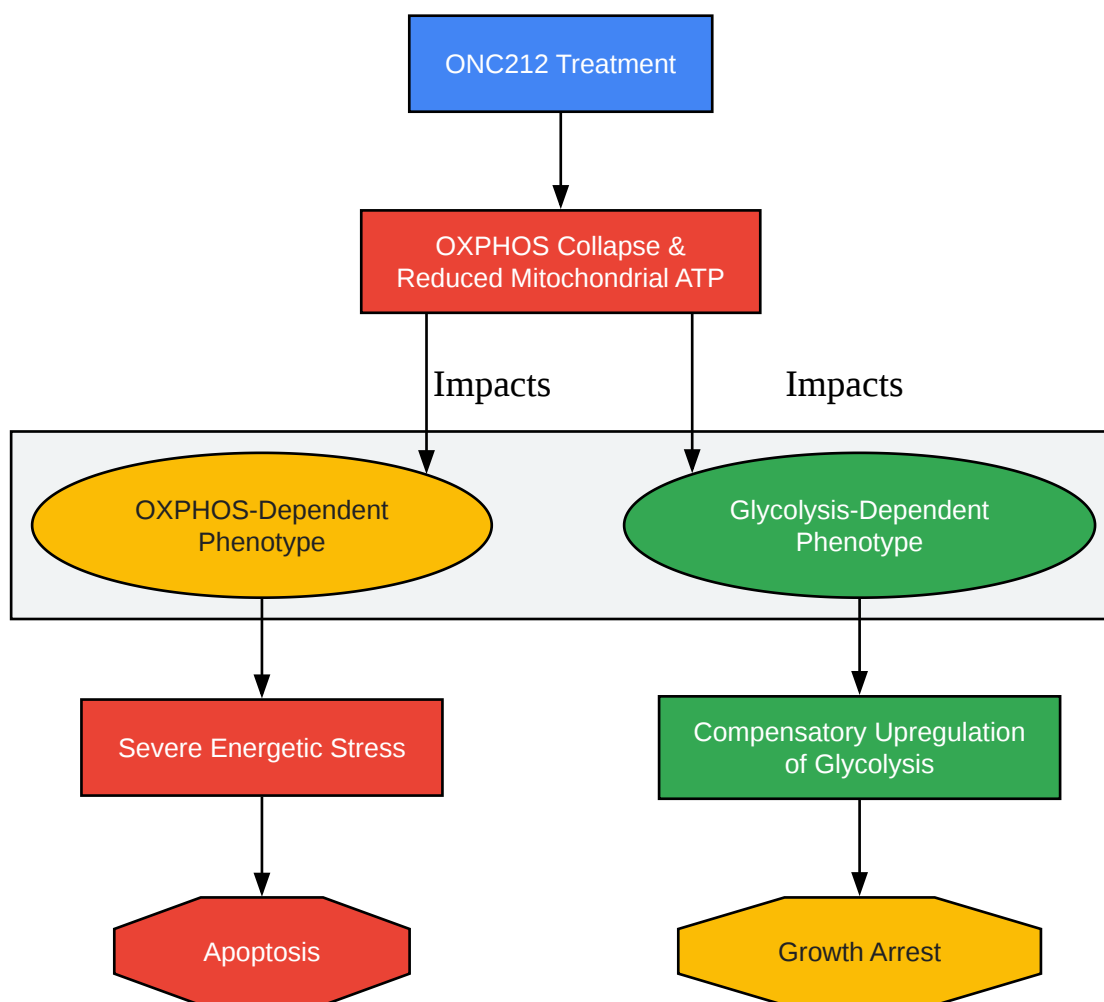 ONC212 Treatment
OXPHOS Collapse &
Reduced Mitochondrial ATP
Impacts
Impacts
OXPHOS-Dependent
Phenotype
Glycolysis-Dependent
Phenotype
Severe Energetic Stress
Compensatory Upregulation
of Glycolysis
Apoptosis
Growth Arrest